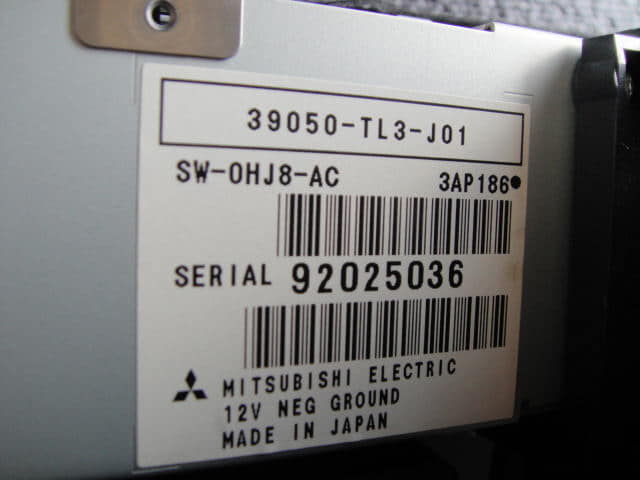 39050-TL3-J01
SW-0HJ8-AC 3AP186●
SERIAL 92025036
MITSUBISHI ELECTRIC
12V NEG GROUND
MADE IN JAPAN